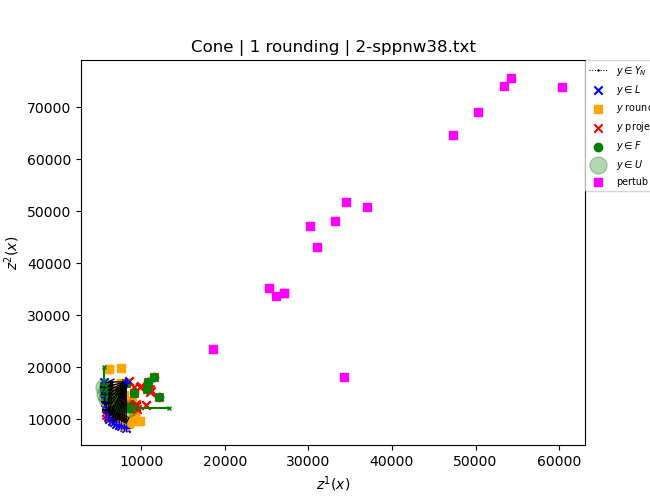 Cone | 1 rounding | 2-sppnw38.txt
z²(x)
70000
60000
50000
40000
30000
20000
10000
10000 20000 30000 40000 50000 60000
z¹(x)
y ∈ Y_N
y ∈ L
y roun
y proje
y ∈ F
y ∈ U
pertub